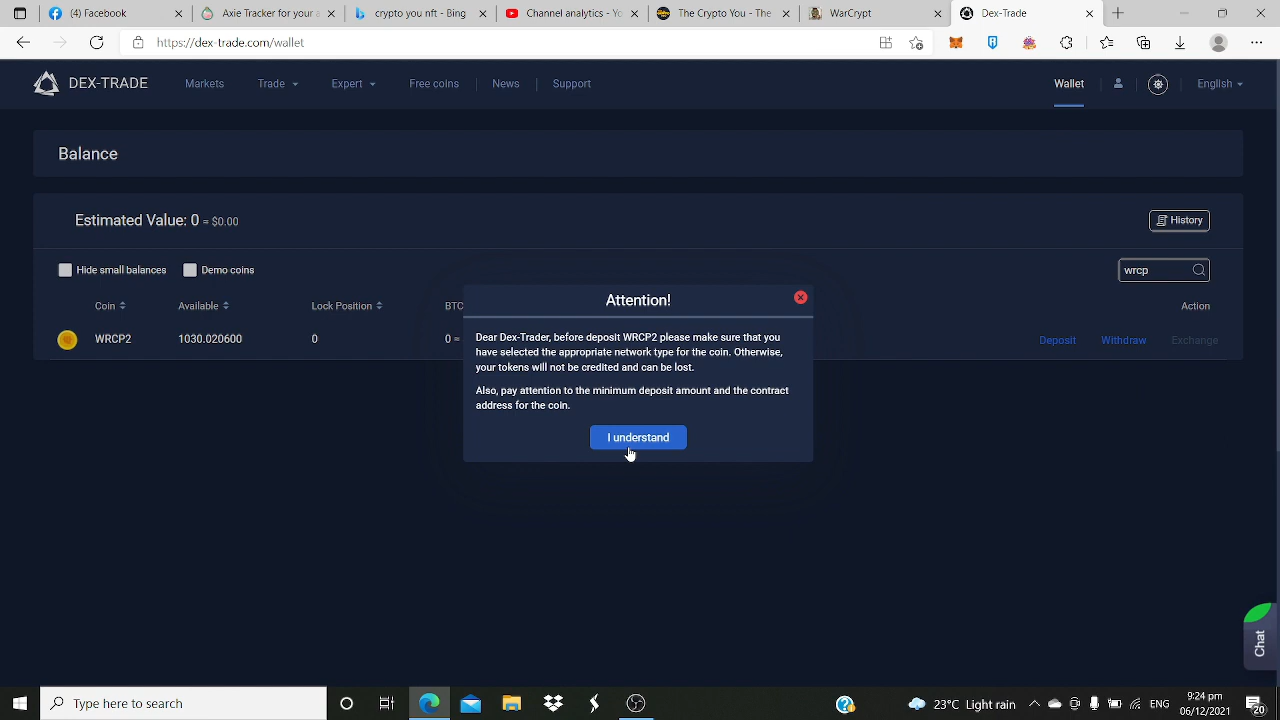 (4) Facebook
Axie Tracker for your a
crypto you nft - Bing
Channel analytics - Yo
The Crypto You - The
WarCrypt
Dex-Trade
https://dex-trade.com/wallet
DEX-TRADE
Markets
Trade
Expert
Free coins
News
Support
Wallet
English
Balance
Estimated Value: 0 = $0.00
History
Hide small balances
Demo coins
wrcp
Coin
Available
Lock Position
BTC
Action
WRCP2
1030.020600
0
0 =
Deposit
Withdraw
Exchange
Attention!
Dear Dex-Trader, before deposit WRCP2 please make sure that you
have selected the appropriate network type for the coin. Otherwise,
your tokens will not be credited and can be lost.
Also, pay attention to the minimum deposit amount and the contract
address for the coin.
I understand
Chat
Type here to search
23°C Light rain
ENG
9:24 pm
06/12/2021
20